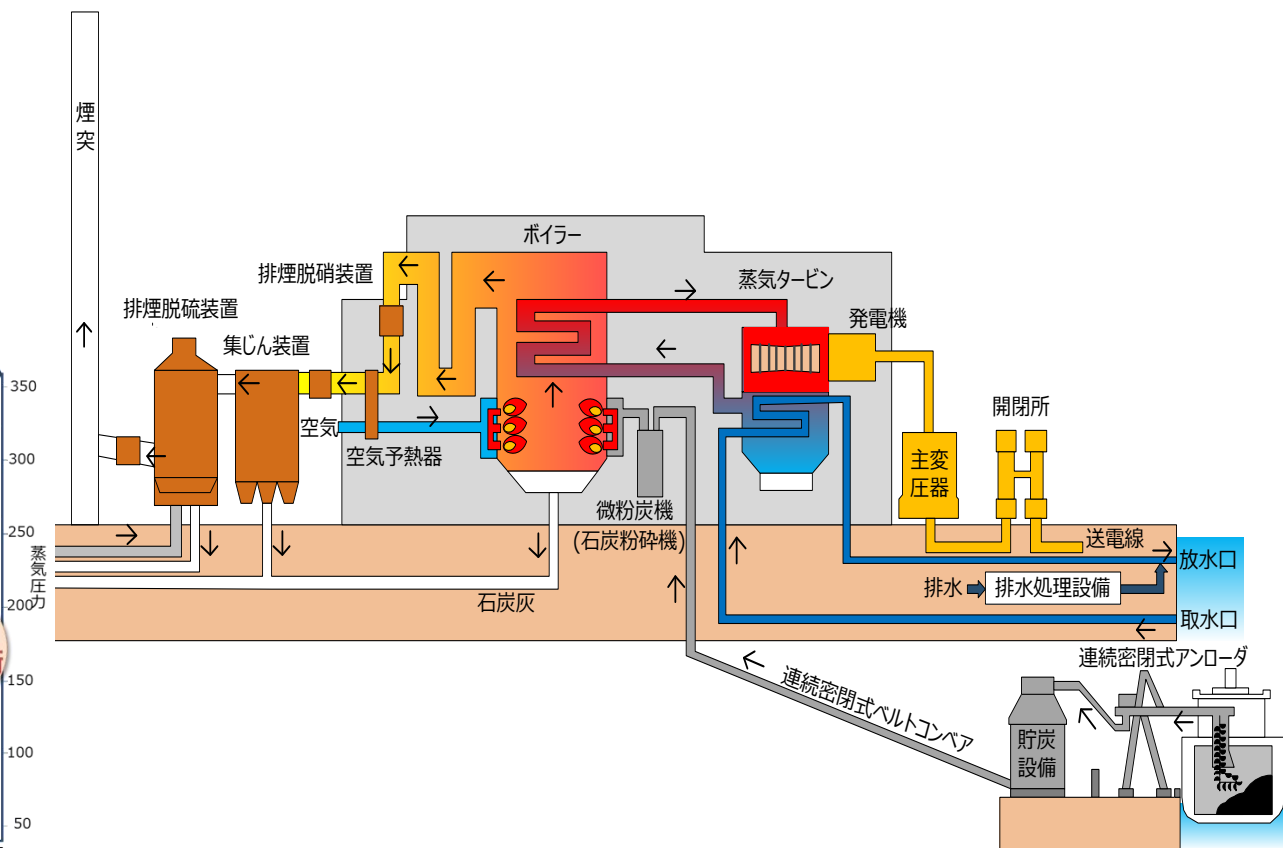 煙突
ボイラー
排煙脱硝装置
蒸気タービン
排煙脱硫装置
発電機
集じん装置
350
開閉所
空気
空気予熱器
300
主変
圧器
微粉炭機
(石炭粉砕機)
250
送電線
蒸気圧力
放水口
排水
排水処理設備
石炭灰
200
取水口
連続密閉式アンローダ
150
連続密閉式ベルトコンベア
貯炭
設備
100
50